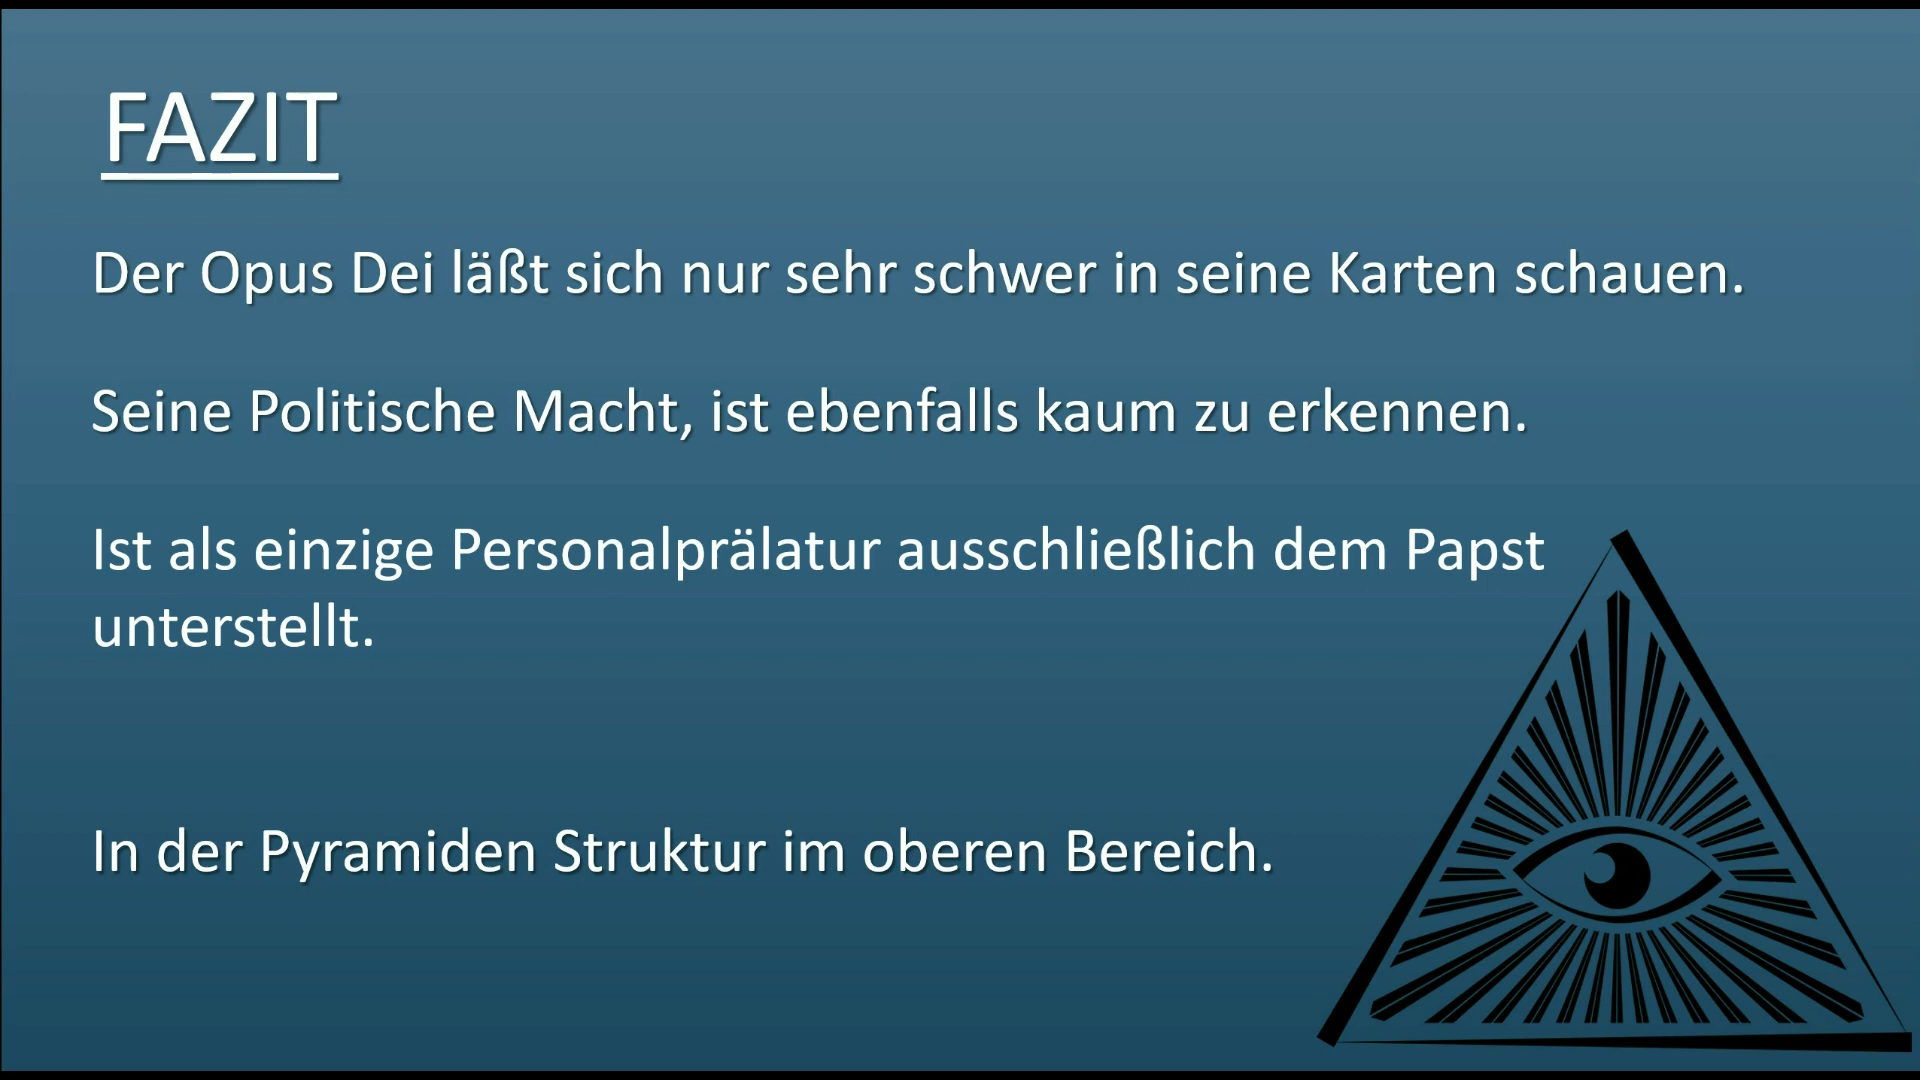 FAZIT
Der Opus Dei läßt sich nur sehr schwer in seine Karten schauen.
Seine Politische Macht, ist ebenfalls kaum zu erkennen.
Ist als einzige Personalprälatur ausschließlich dem Papst
unterstellt.
In der Pyramiden Struktur im oberen Bereich.